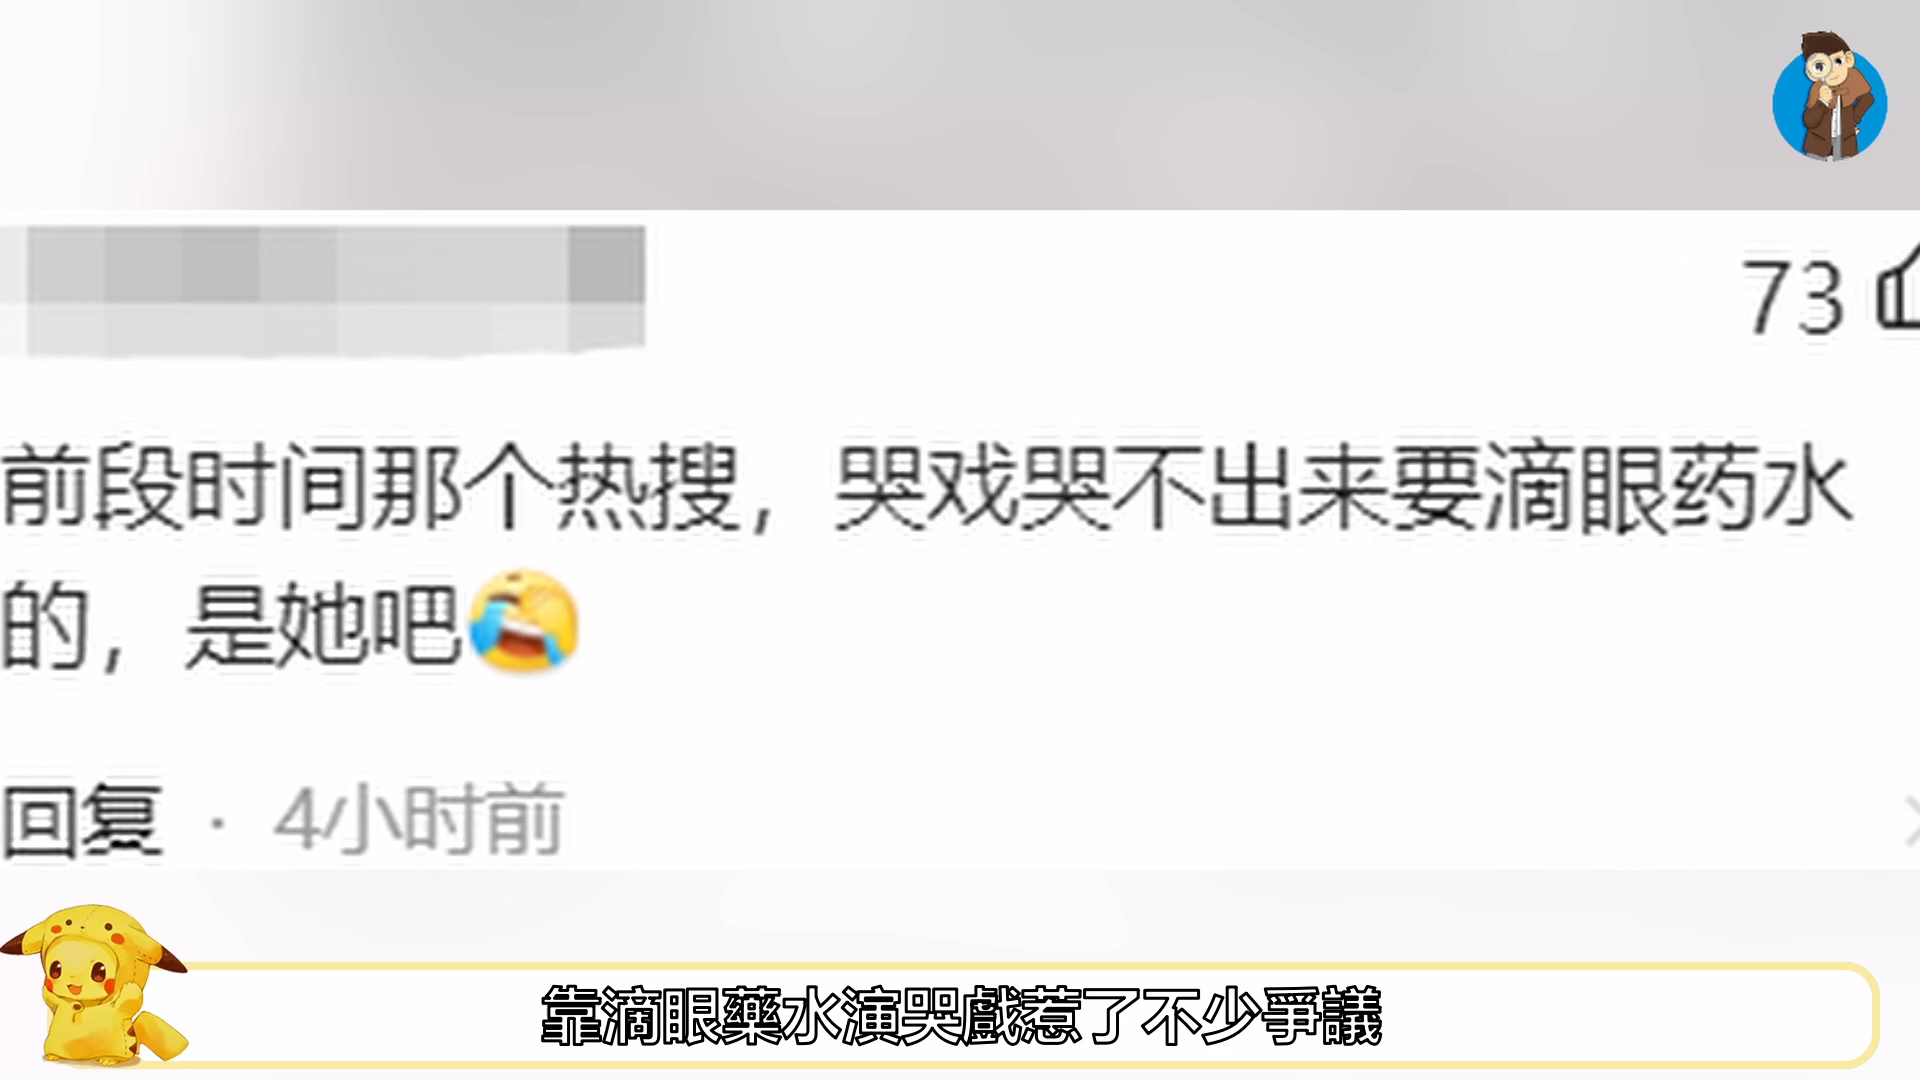 73
前段时间那个热搜，哭戏哭不出来要滴眼药水
的，是她吧🤣
回复 · 4小时前
靠滴眼藥水演哭戲惹了不少爭議